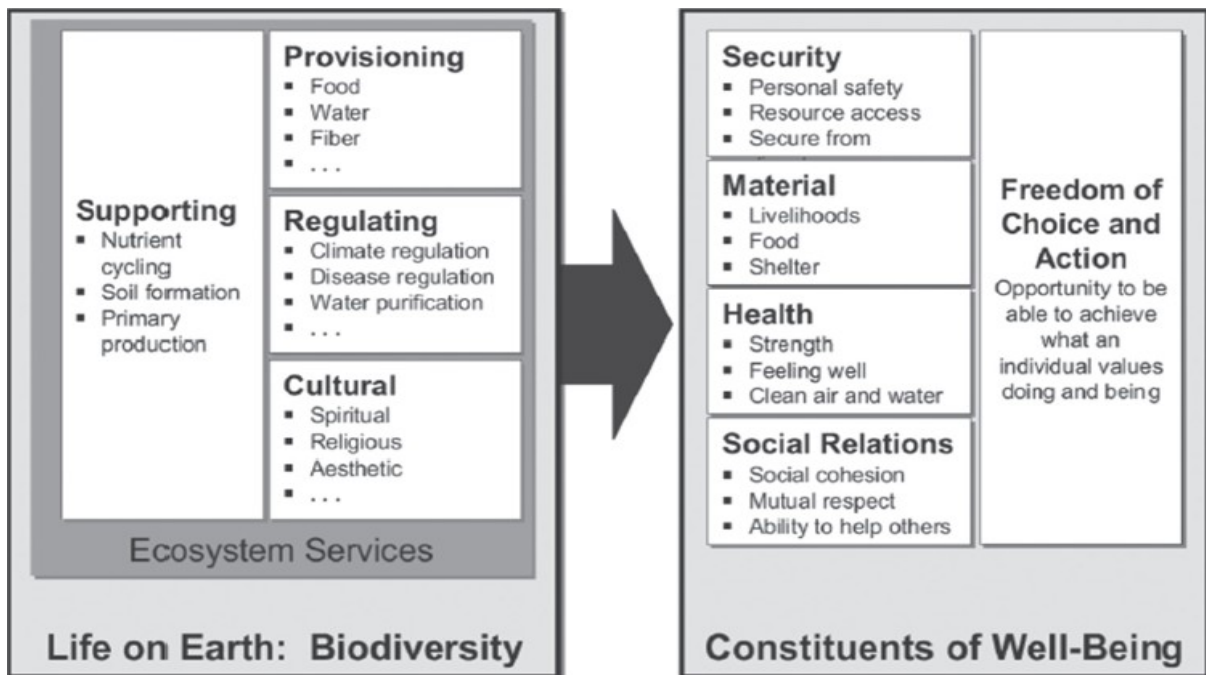 Supporting
▪ Nutrient
cycling
▪ Soil formation
▪ Primary
production
Provisioning
▪ Food
▪ Water
▪ Fiber
▪ . . .
Regulating
▪ Climate regulation
▪ Disease regulation
▪ Water purification
▪ . . .
Cultural
▪ Spiritual
▪ Religious
▪ Aesthetic
▪ . . .
Ecosystem Services
Life on Earth: Biodiversity
Security
▪ Personal safety
▪ Resource access
▪ Secure from
Material
▪ Livelihoods
▪ Food
▪ Shelter
Health
▪ Strength
▪ Feeling well
▪ Clean air and water
Social Relations
▪ Social cohesion
▪ Mutual respect
▪ Ability to help others
Freedom of
Choice and
Action
Opportunity to be
able to achieve
what an
individual values
doing and being
Constituents of Well-Being